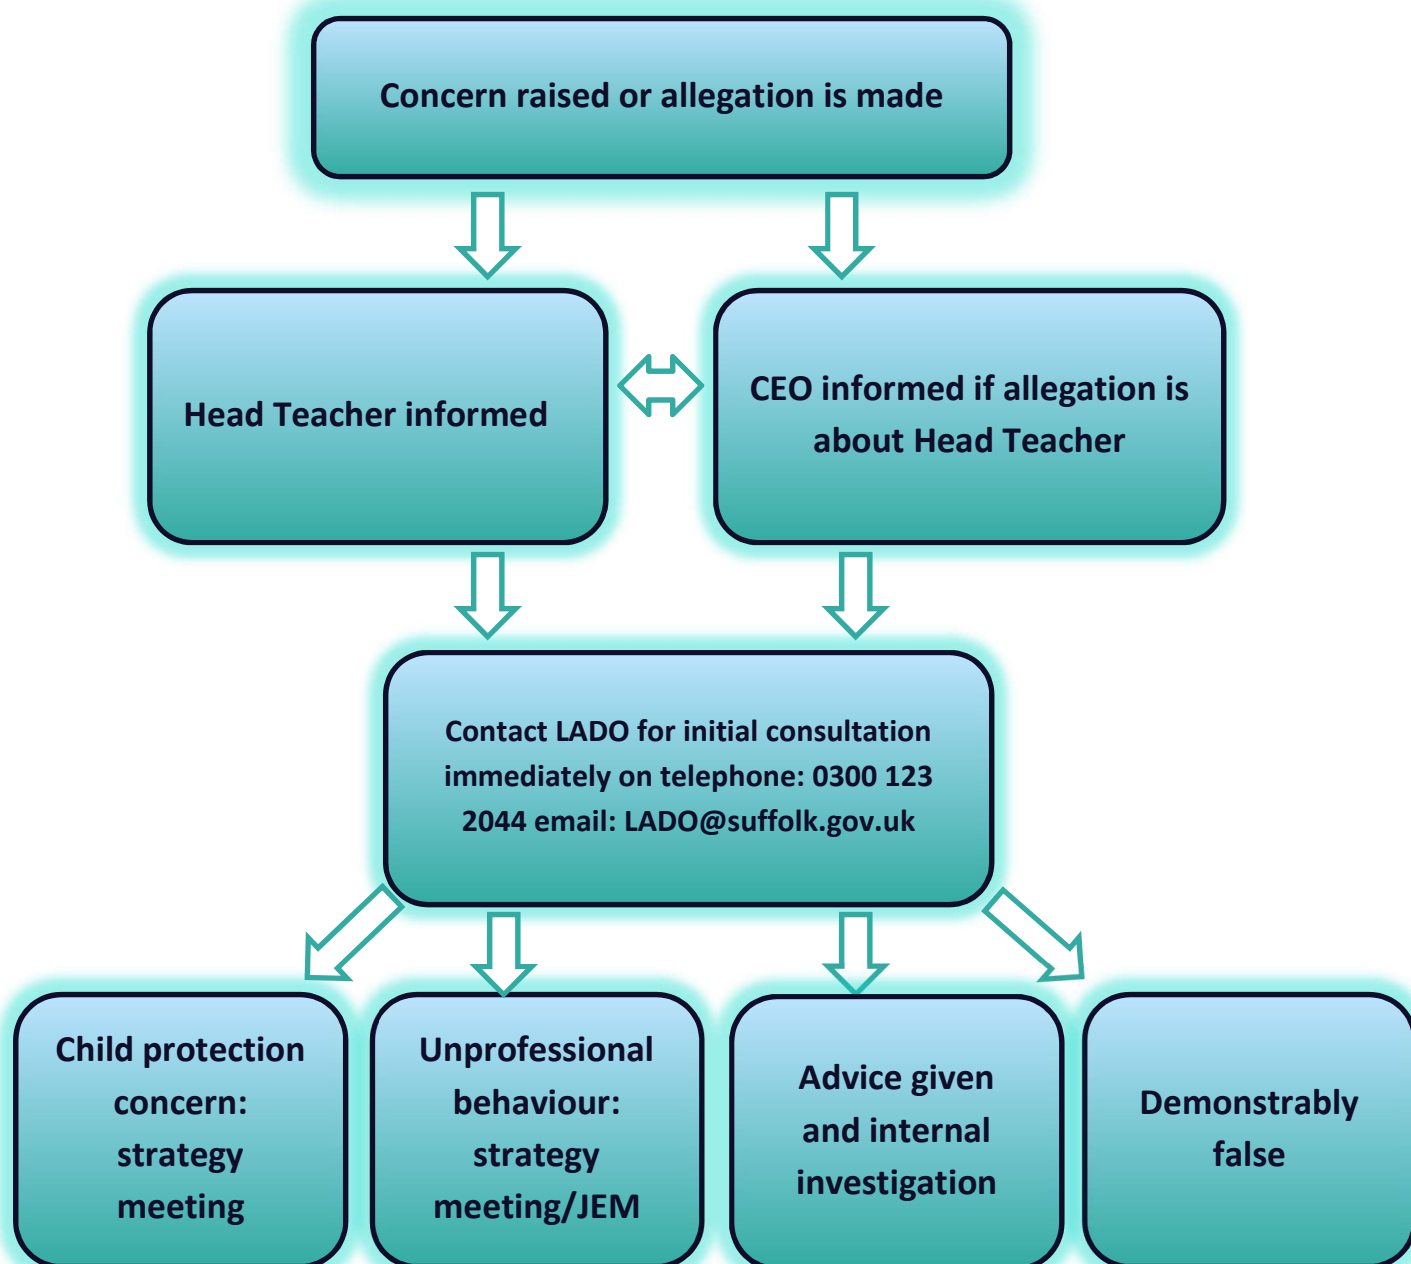 Concern raised or allegation is made
Head Teacher informed
CEO informed if allegation is
about Head Teacher
Contact LADO for initial consultation
immediately on telephone: 0300 123
2044 email: LADO@suffolk.gov.uk
Child protection
concern:
strategy
meeting
Unprofessional
behaviour:
strategy
meeting/JEM
Advice given
and internal
investigation
Demonstrably
false